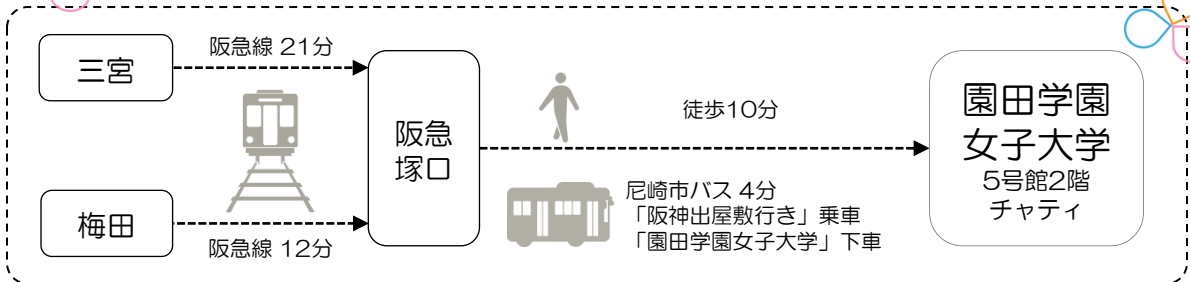 三宮
阪急線 21分
阪急
塚口
梅田
阪急線 12分
徒歩10分
尼崎市バス 4分
「阪神出屋敷行き」乗車
「園田学園女子大学」下車
園田学園
女子大学
5号館2階
チャティ